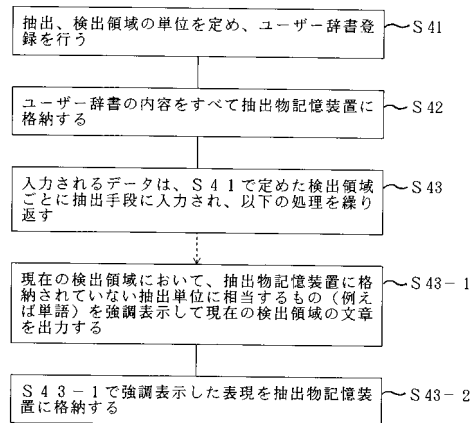 抽出、検出領域の単位を定め、ユーザー辞書登
録を行う
S41
ユーザー辞書の内容をすべて抽出物記憶装置に
格納する
S42
入力されるデータは、S41で定めた検出領域
ごとに抽出手段に入力され、以下の処理を繰り
返す
S43
現在の検出領域において、抽出物記憶装置に格
納されていない抽出単位に相当するもの（例え
ば単語）を強調表示して現在の検出領域の文章
を出力する
S43-1
S43-1で強調表示した表現を抽出物記憶装
置に格納する
S43-2